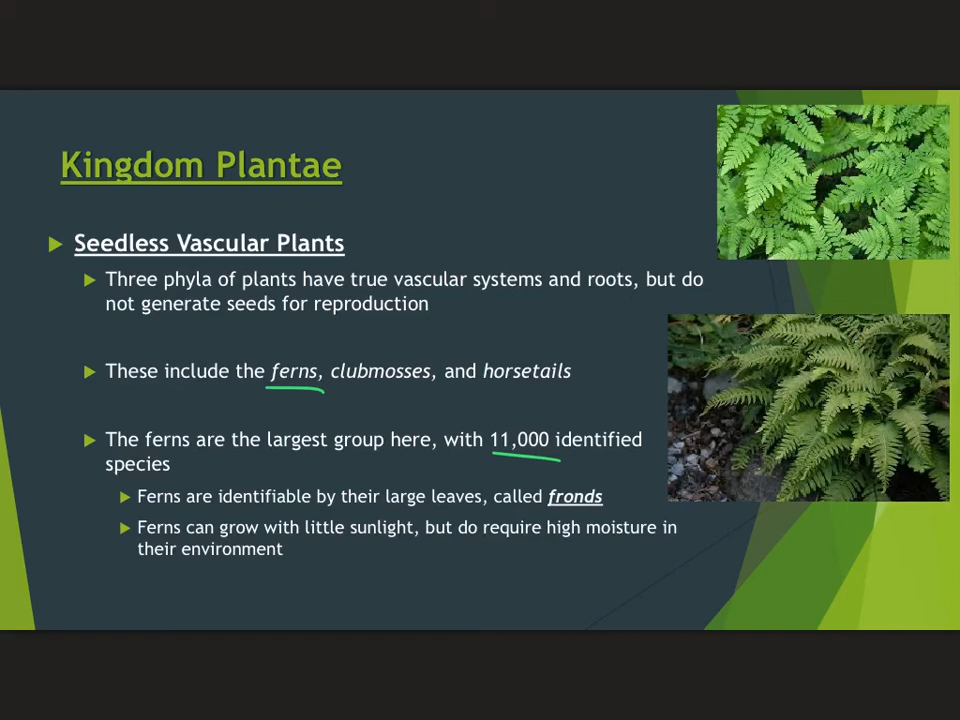 Kingdom Plantae
Seedless Vascular Plants
Three phyla of plants have true vascular systems and roots, but do
not generate seeds for reproduction
These include the ferns, clubmosses, and horsetails
The ferns are the largest group here, with 11,000 identified
species
Ferns are identifiable by their large leaves, called fronds
Ferns can grow with little sunlight, but do require high moisture in
their environment